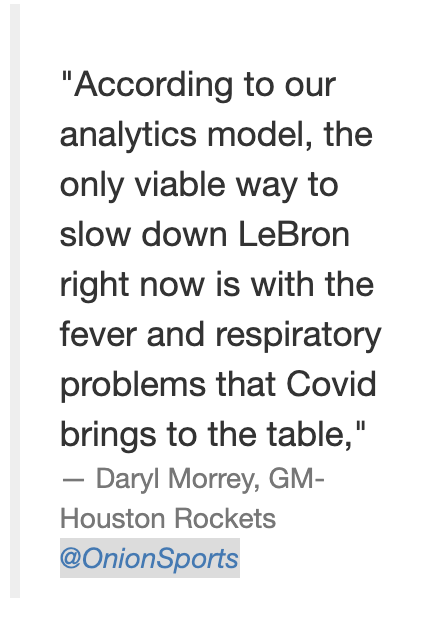 "According to our
analytics model, the
only viable way to
slow down LeBron
right now is with the
fever and respiratory
problems that Covid
brings to the table,"
— Daryl Morrey, GM-
Houston Rockets
@OnionSports